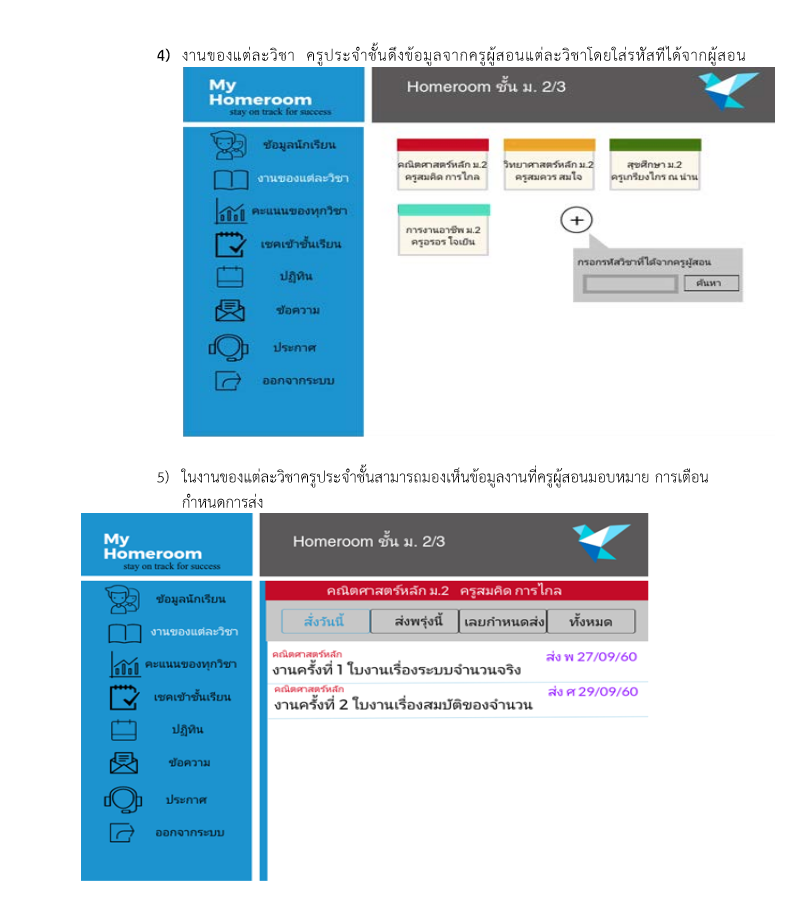 4) งานของแต่ละวิชา ครูประจำชั้นดึงข้อมูลจากครูผู้สอนแต่ละวิชาโดยใส่รหัสที่ได้จากผู้สอน
My
Homeroom
stay on track for success
Homeroom ชั้น ม. 2/3
ข้อมูลนักเรียน
งานของแต่ละวิชา
คะแนนของทุกวิชา
เชคเข้าชั้นเรียน
ปฏิทิน
ข้อความ
ประกาศ
ออกจากระบบ
คณิตศาสตร์หลัก ม.2
ครูสมคิด การไกล
วิทยาศาสตร์หลัก ม.2
ครูสมควร สมใจ
สุขศึกษา ม.2
ครูเกรียงไกร ณ น่าน
การงานอาชีพ ม.2
ครูอรอร ใจเย็น
กรอกรหัสวิชาที่ได้จากครูผู้สอน
ค้นหา
5) ในงานของแต่ละวิชาครูประจำชั้นสามารถมองเห็นข้อมูลงานที่ครูผู้สอนมอบหมาย การเตือน
กำหนดการส่ง
My
Homeroom
stay on track for success
Homeroom ชั้น ม. 2/3
ข้อมูลนักเรียน
งานของแต่ละวิชา
คะแนนของทุกวิชา
เชคเข้าชั้นเรียน
ปฏิทิน
ข้อความ
ประกาศ
ออกจากระบบ
คณิตศาสตร์หลัก ม.2 ครูสมคิด การไกล
สั่งวันนี้ ส่งพรุ่งนี้ เลยกำหนดส่ง ทั้งหมด
คณิตศาสตร์หลัก
งานครั้งที่ 1 ใบงานเรื่องระบบจำนวนจริง ส่ง พ 27/09/60
คณิตศาสตร์หลัก
งานครั้งที่ 2 ใบงานเรื่องสมบัติของจำนวน ส่ง ศ 29/09/60